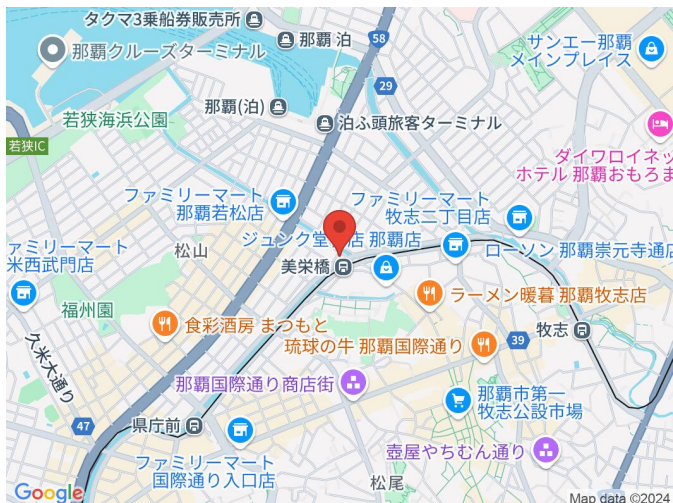 タクマ3乗船券販売所
那覇 泊
58
那覇クルーズターミナル
サンエー那覇
メインプレイス
29
那覇(泊)
若狭海浜公園
泊ふ頭旅客ターミナル
若狭IC
ダイワロイネッ
ホテル 那覇おもろま
ファミリーマート
那覇若松店
ファミリーマート
牧志二丁目店
松山
ジュンク堂
店 那覇店
ローソン 那覇崇元寺通店
ァミリーマート
米西武門店
美栄橋
福州園
ラーメン暖暮 那覇牧志店
食彩酒房 まつもと
牧志
琉球の牛 那覇国際通り
39
久米大通り
那覇国際通り商店街
那覇市第一
牧志公設市場
47
県庁前
壺屋やちむん通り
ファミリーマート
国際通り入口店
松尾
Google
Map data ©2024